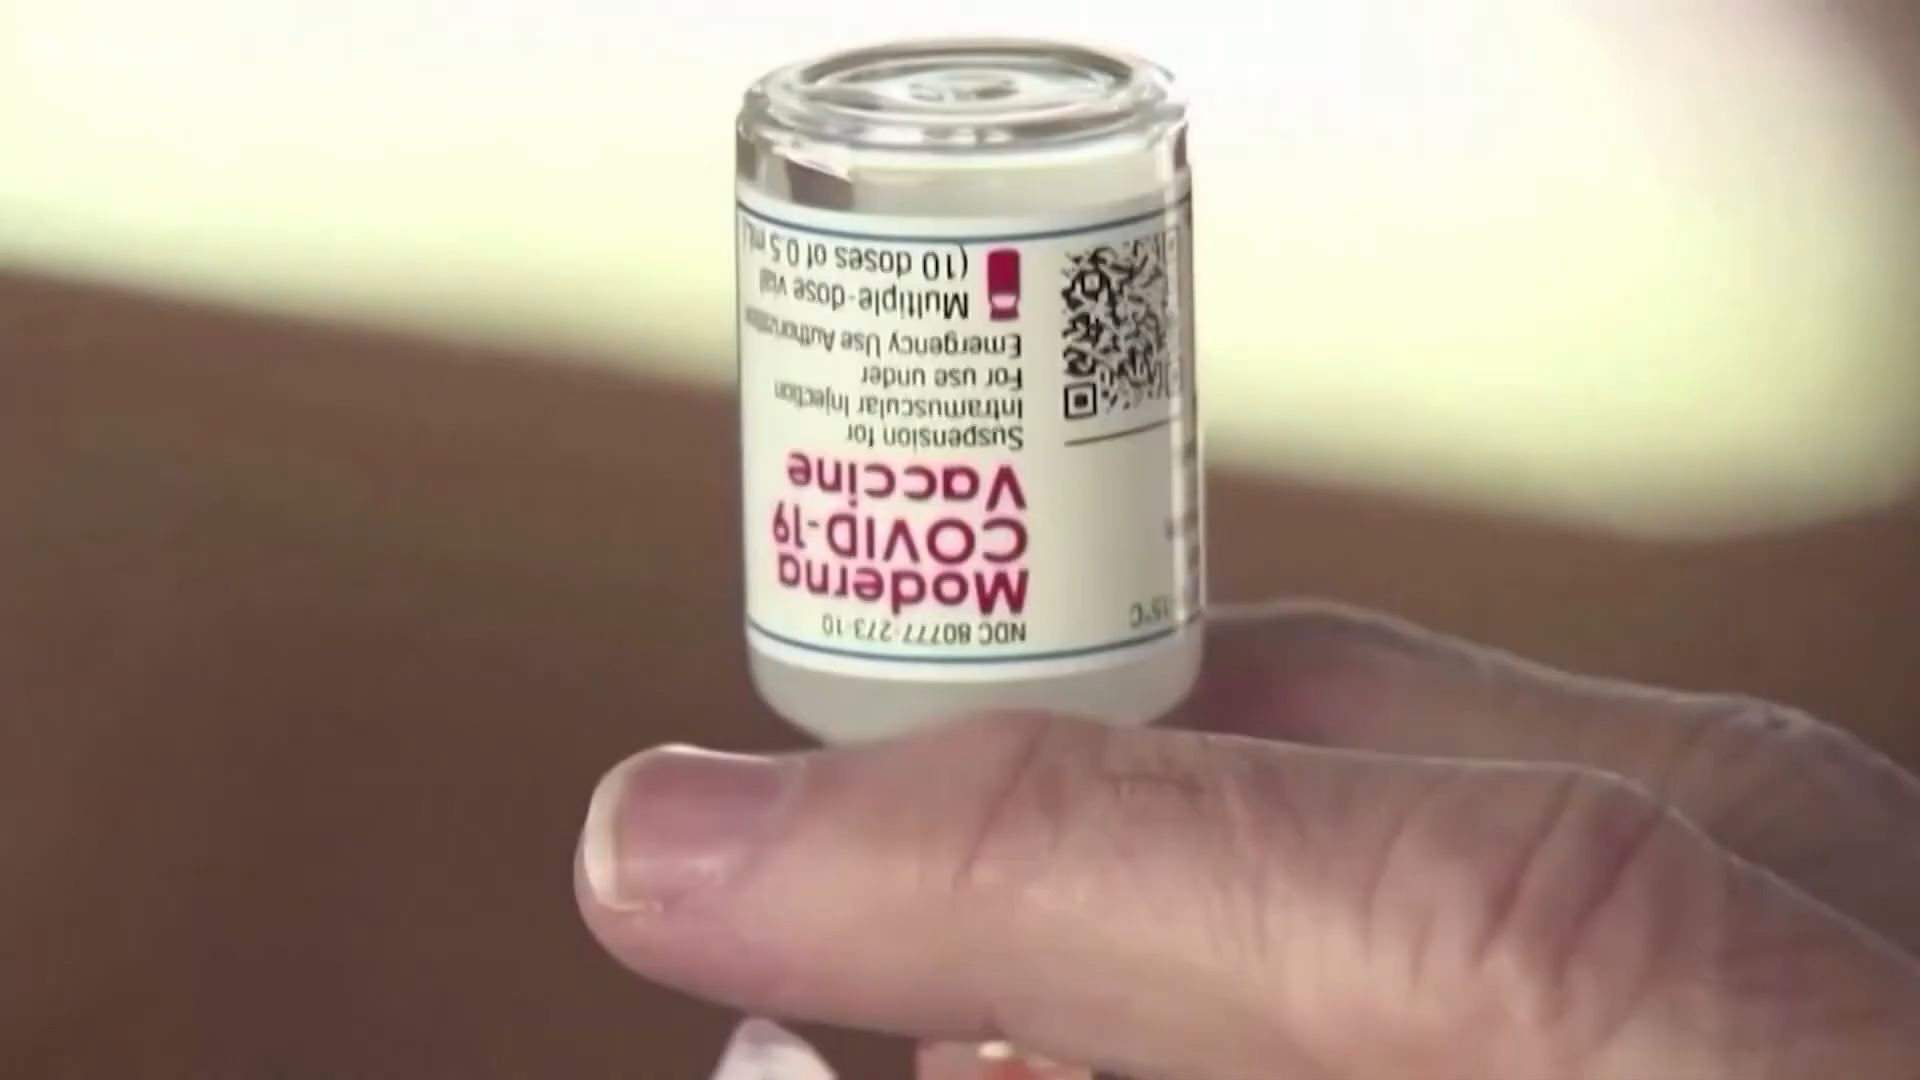 NDC 80777-273-10
Moderna
COVID-19
Vaccine
Suspension for
Intramuscular Injection
For use under
Emergency Use Authorization
Multiple-dose vial
(10 doses of 0.5 mL)
15°C